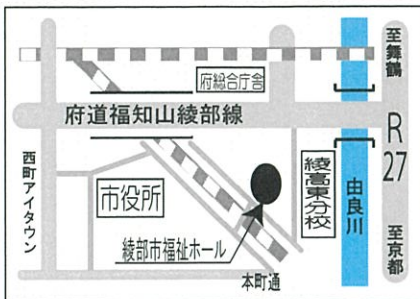 至舞鶴
府総合庁舎
府道福知山綾部線
R
27
西町アイタウン
市役所
綾高東分校
由良川
綾部市福祉ホール
至京都
本町通